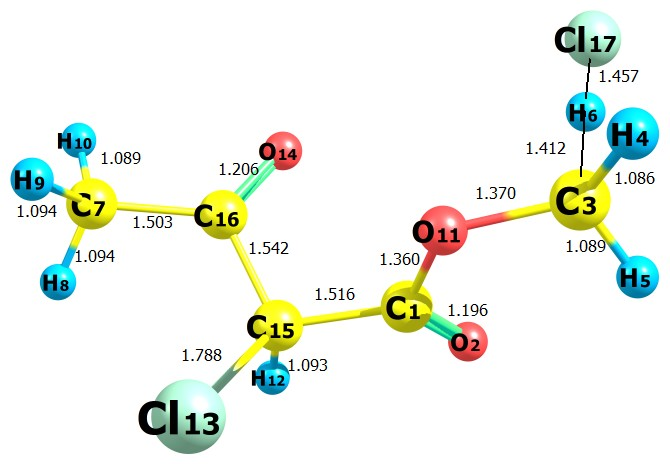 Cl17
1.457
H6
H4
1.412
1.086
H10
1.089
O14
1.206
H9
C7
1.094
1.503
C16
1.370
C3
O11
1.089
1.094
1.542
1.360
H5
H8
1.516
C1
1.196
C15
O2
1.788
H12
1.093
Cl13